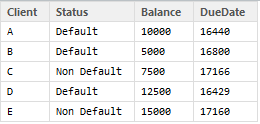 Client Status Balance DueDate
A Default 10000 16440
B Default 5000 16800
C Non Default 7500 17166
D Default 12500 16429
E Non Default 15000 17160